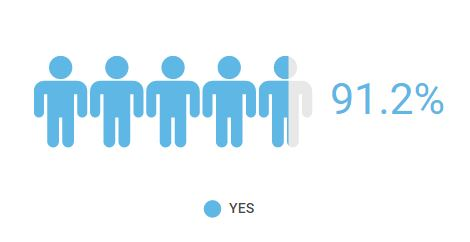 91.2%
YES